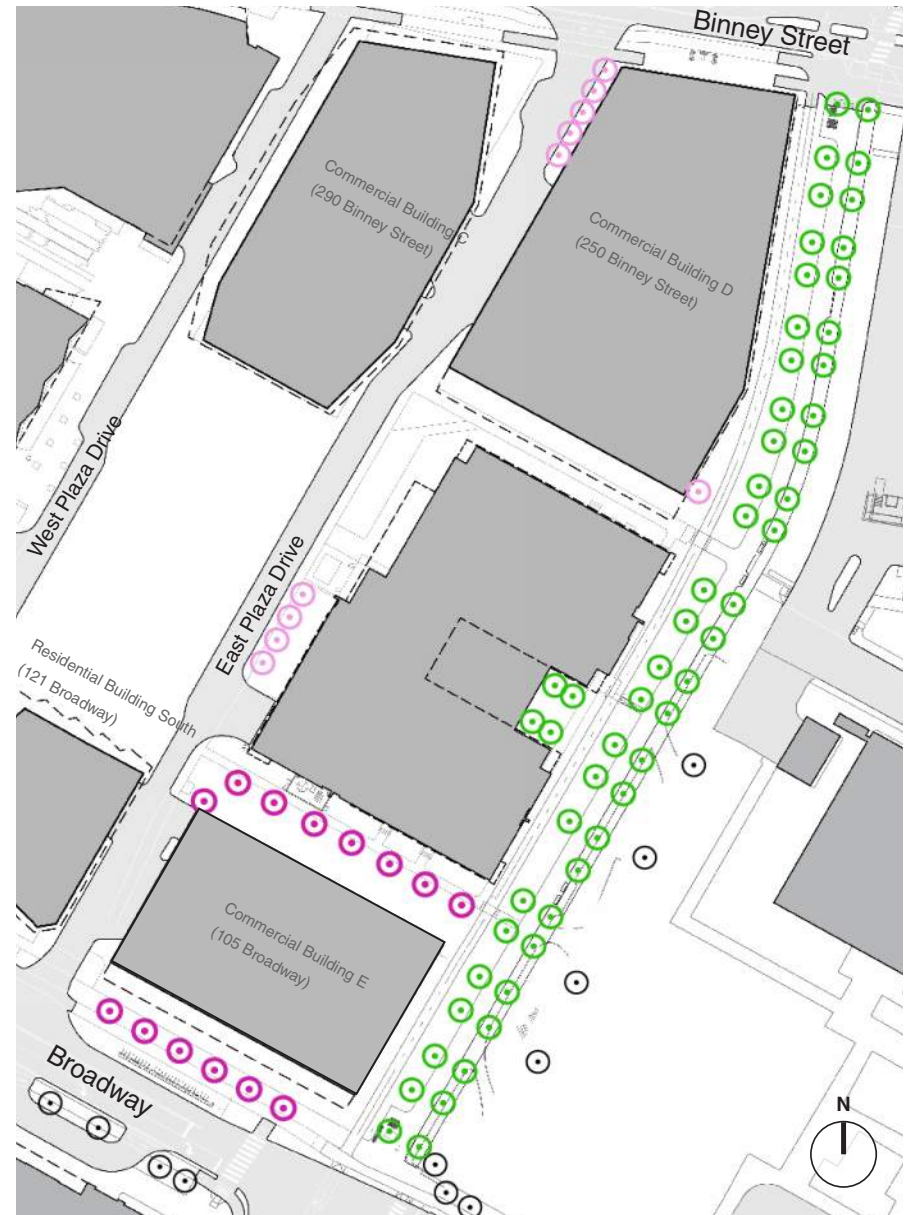 Binney Street
Commercial Building C
(290 Binney Street)
Commercial Building D
(250 Binney Street)
West Plaza Drive
East Plaza Drive
Residential Building South
(121 Broadway)
Commercial Building E
(105 Broadway)
Broadway
N